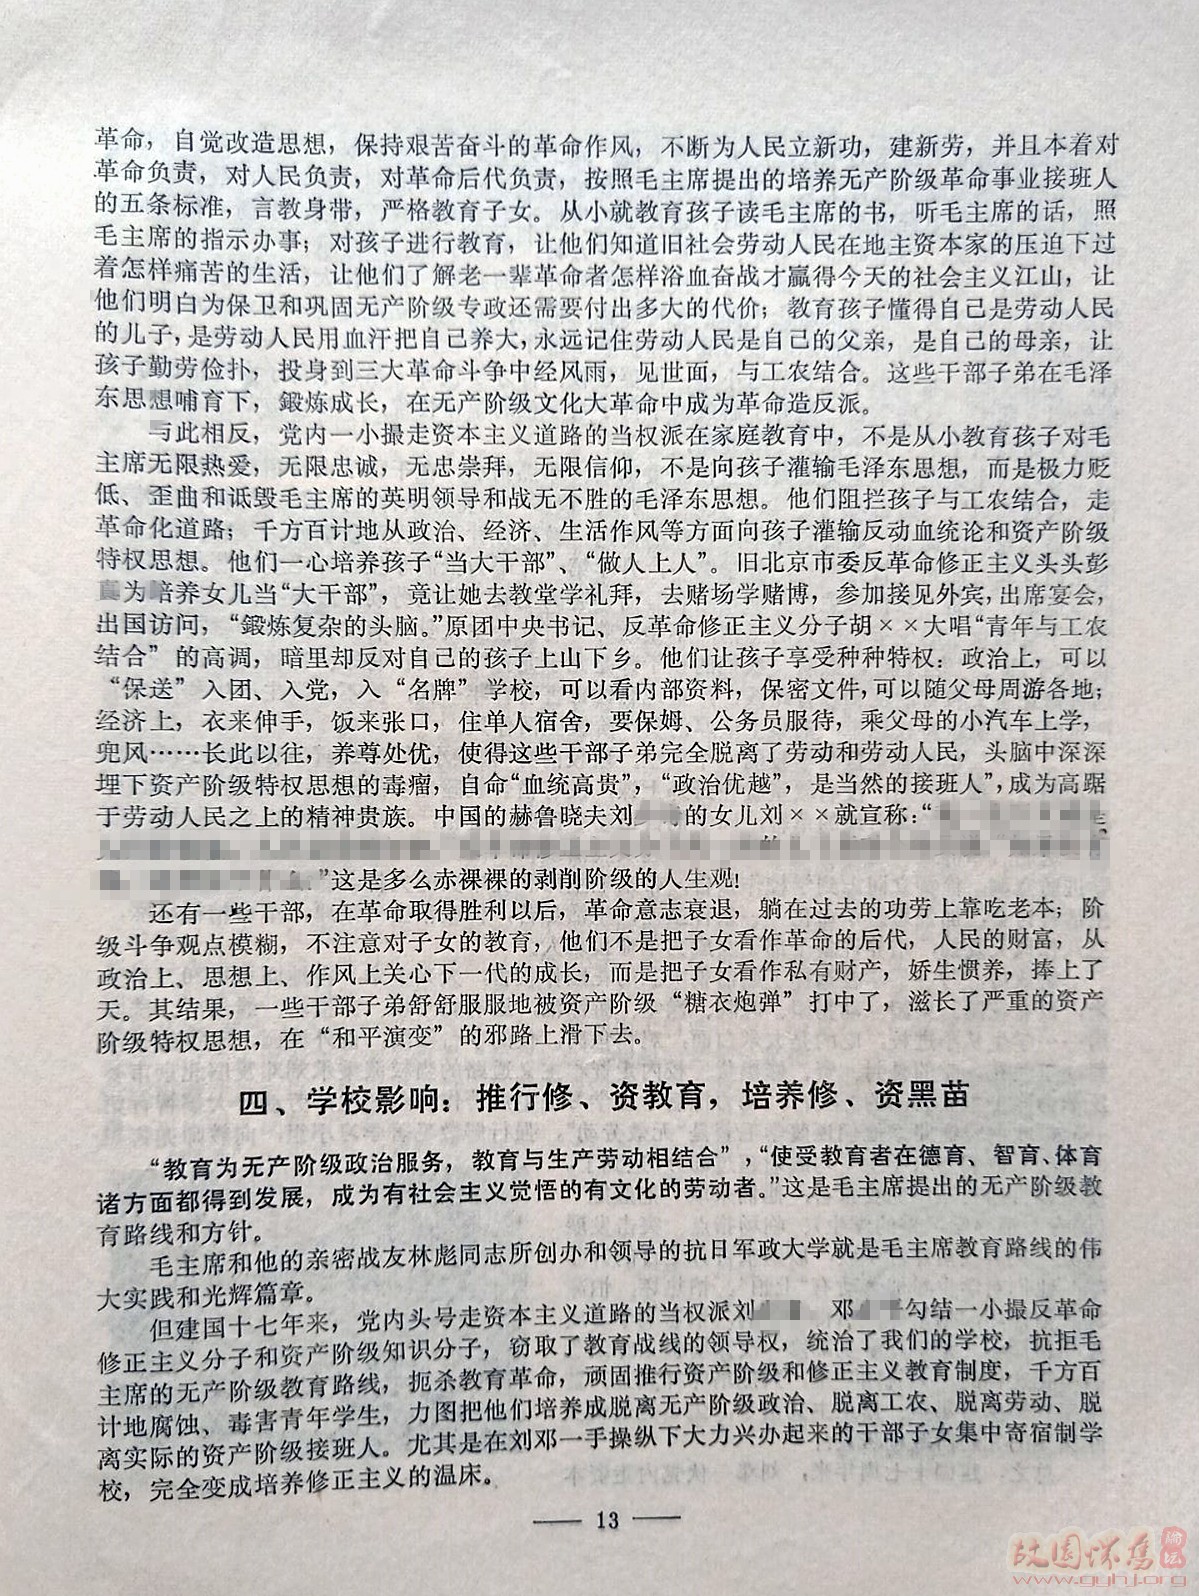 革命，自觉改造思想，保持艰苦奋斗的革命作风，不断为人民立新功，建新劳，并且本着对
革命负责，对人民负责，对革命后代负责，按照毛主席提出的培养无产阶级革命事业接班人
的五条标准，言教身带，严格教育子女。从小就教育孩子读毛主席的书，听毛主席的话，照
毛主席的指示办事；对孩子进行教育，让他们知道旧社会劳动人民在地主资本家的压迫下过
着怎样痛苦的生活，让他们了解老一辈革命者怎样浴血奋战才赢得今天的社会主义江山，让
他们明白为保卫和巩固无产阶级专政还需要付出多大的代价；教育孩子懂得自己是劳动人民
的儿子，是劳动人民用血汗把自己养大，永远记住劳动人民是自己的父亲，是自己的母亲，让
孩子勤劳俭扑，投身到三大革命斗争中经风雨，见世面，与工农结合。这些干部子弟在毛泽
东思想哺育下，鍛炼成长，在无产阶级文化大革命中成为革命造反派。
与此相反，党内一小撮走资本主义道路的当权派在家庭教育中，不是从小教育孩子对毛
主席无限热爱，无限忠诚，无忠崇拜，无限信仰，不是向孩子灌输毛泽东思想，而是极力贬
低、歪曲和诋毁毛主席的英明领导和战无不胜的毛泽东思想。他们阻拦孩子与工农结合，走
革命化道路；千方百计地从政治、经济、生活作风等方面向孩子灌输反动血统论和资产阶级
特权思想。他们一心培养孩子“当大干部”、“做人上人”。旧北京市委反革命修正主义头头彭
为培养女儿当“大干部”，竟让她去教堂学礼拜，去赌场学赌博，参加接见外宾，出席宴会，
出国访问，“鍛炼复杂的头脑。”原团中央书记、反革命修正主义分子胡××大唱“青年与工农
结合”的高调，暗里却反对自己的孩子上山下乡。他们让孩子享受种种特权：政治上，可以
“保送”入团、入党，入“名牌”学校，可以看内部资料，保密文件，可以随父母周游各地；
经济上，衣来伸手，饭来张口，住单人宿舍，要保姆、公务员服待，乘父母的小汽车上学，
兜风……长此以往，养尊处优，使得这些干部子弟完全脱离了劳动和劳动人民，头脑中深深
埋下资产阶级特权思想的毒瘤，自命“血统高贵”，“政治优越”，是当然的接班人”，成为高踞
于劳动人民之上的精神贵族。中国的赫鲁晓夫刘的女儿刘××就宣称：“
”这是多么赤裸裸的剥削阶级的人生观！
还有一些干部，在革命取得胜利以后，革命意志衰退，躺在过去的功劳上靠吃老本；阶
级斗争观点模糊，不注意对子女的教育，他们不是把子女看作革命的后代，人民的财富，从
政治上、思想上、作风上关心下一代的成长，而是把子女看作私有财产，娇生惯养，捧上了
天。其结果，一些干部子弟舒舒服服地被资产阶级“糖衣炮弹”打中了，滋长了严重的资产
阶级特权思想，在“和平演变”的邪路上滑下去。
四、学校影响：推行修、资教育，培养修、资黑苗
“教育为无产阶级政治服务，教育与生产劳动相结合”，“使受教育者在德育、智育、体育
诸方面都得到发展，成为有社会主义觉悟的有文化的劳动者。”这是毛主席提出的无产阶级教
育路线和方针。
毛主席和他的亲密战友林彪同志所创办和领导的抗日军政大学就是毛主席教育路线的伟
大实践和光辉篇章。
但建国十七年来，党内头号走资本主义道路的当权派刘、邓勾结一小撮反革命
修正主义分子和资产阶级知识分子，窃取了教育战线的领导权，统治了我们的学校，抗拒毛
主席的无产阶级教育路线，扼杀教育革命，顽固推行资产阶级和修正主义教育制度，千方百
计地腐蚀、毒害青年学生，力图把他们培养成脱离无产阶级政治、脱离工农、脱离劳动、脱
离实际的资产阶级接班人。尤其是在刘邓一手操纵下大力兴办起来的干部子女集中寄宿制学
校，完全变成培养修正主义的温床。
— 13 —
故园怀旧论坛
www.gyhj.org